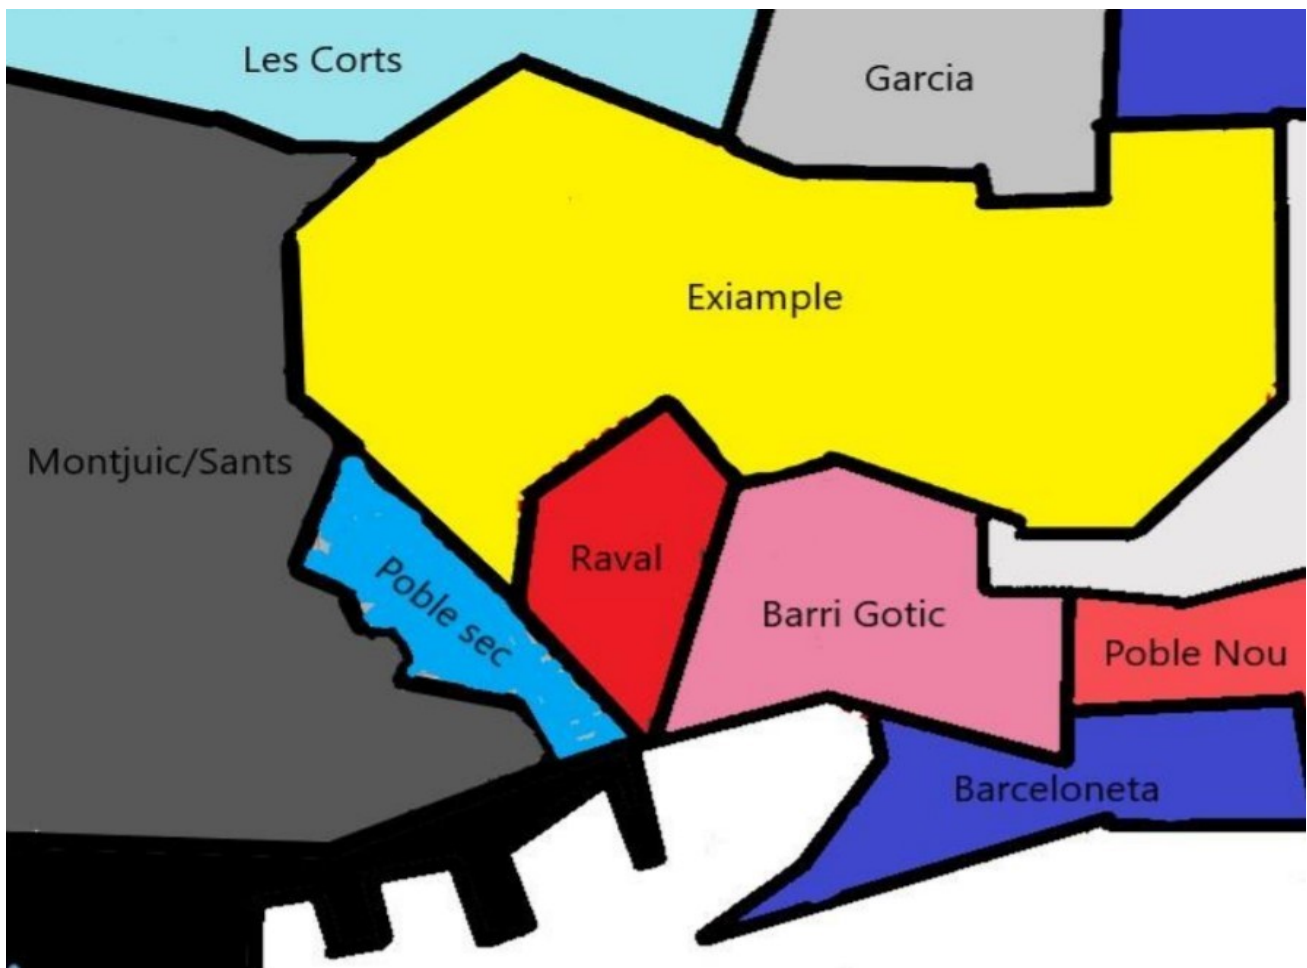 Les Corts
Garcia
Exiample
Montjuic/Sants
Raval
Poble sec
Barri Gotic
Poble Nou
Barceloneta